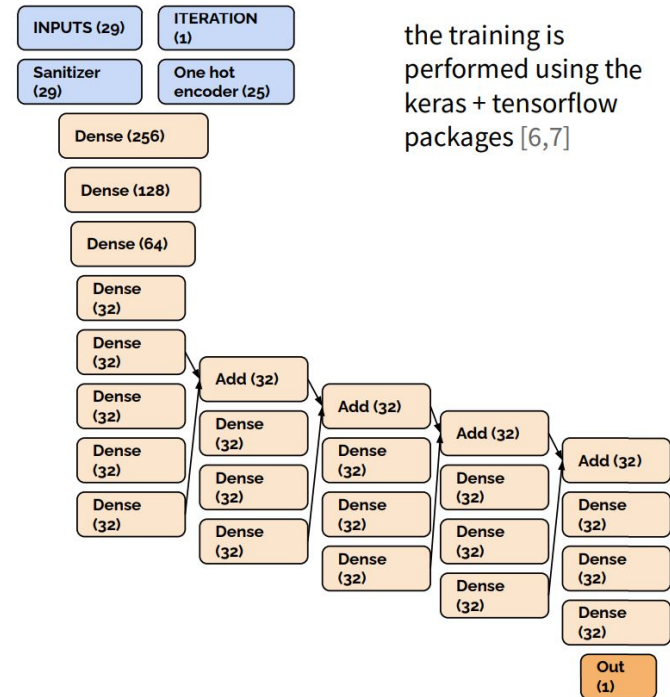 INPUTS (29)
ITERATION
(1)
Sanitizer
(29)
One hot
encoder (25)
the training is
performed using the
keras + tensorflow
packages [6,7]
Dense (256)
Dense (128)
Dense (64)
Dense
(32)
Dense
(32)
Dense
(32)
Dense
(32)
Dense
(32)
Add (32)
Dense
(32)
Dense
(32)
Dense
(32)
Add (32)
Dense
(32)
Dense
(32)
Dense
(32)
Add (32)
Dense
(32)
Dense
(32)
Dense
(32)
Add (32)
Dense
(32)
Dense
(32)
Dense
(32)
Out
(1)